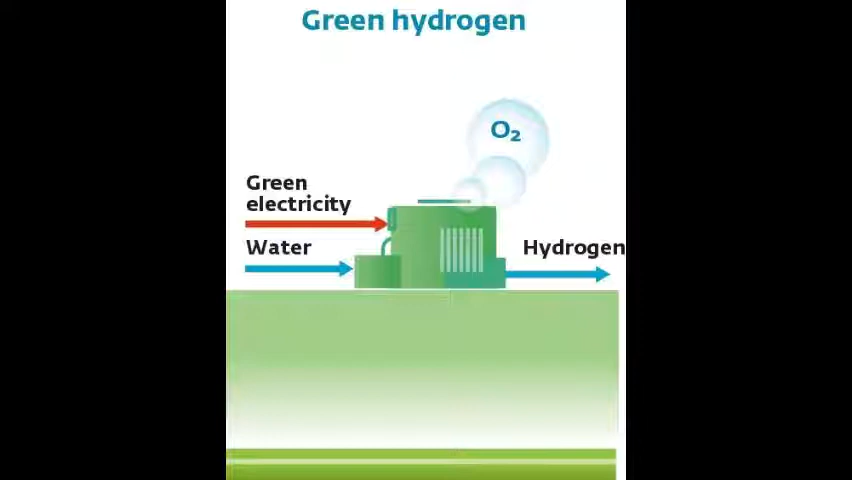 Green hydrogen
O₂
Green
electricity
Water
Hydrogen